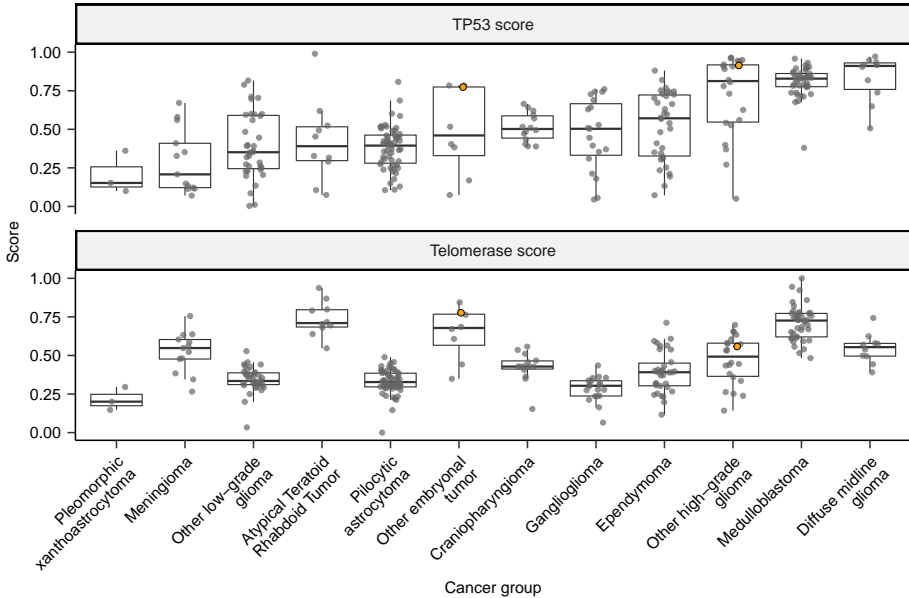 TP53 score
1.00
0.75
0.50
0.25
0.00
Score
Telomerase score
1.00
0.75
0.50
0.25
0.00
Pleomorphic
xanthoastrocytoma
Meningioma
Other low−grade
glioma
Atypical Teratoid
Rhabdoid Tumor
Pilocytic
astrocytoma
Other embryonal
tumor
Craniopharyngioma
Ganglioglioma
Ependymoma
Other high−grade
glioma
Medulloblastoma
Diffuse midline
glioma
Cancer group